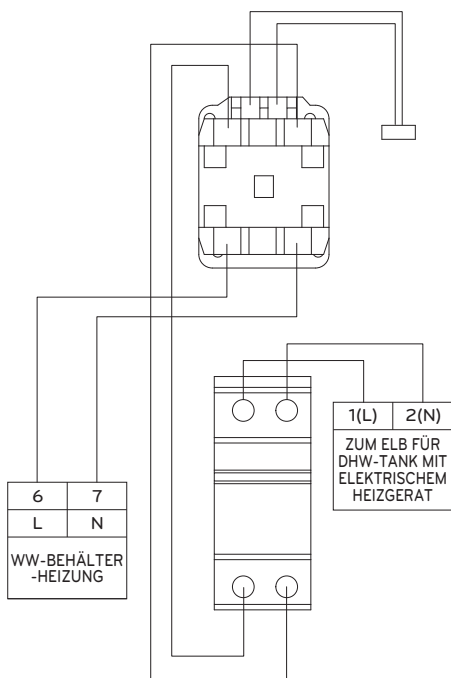 1(L) 2(N)
ZUM ELB FÜR
DHW-TANK MIT
ELEKTRISCHEM
HEIZGERAT
6 7
L N
WW-BEHÄLTER
-HEIZUNG